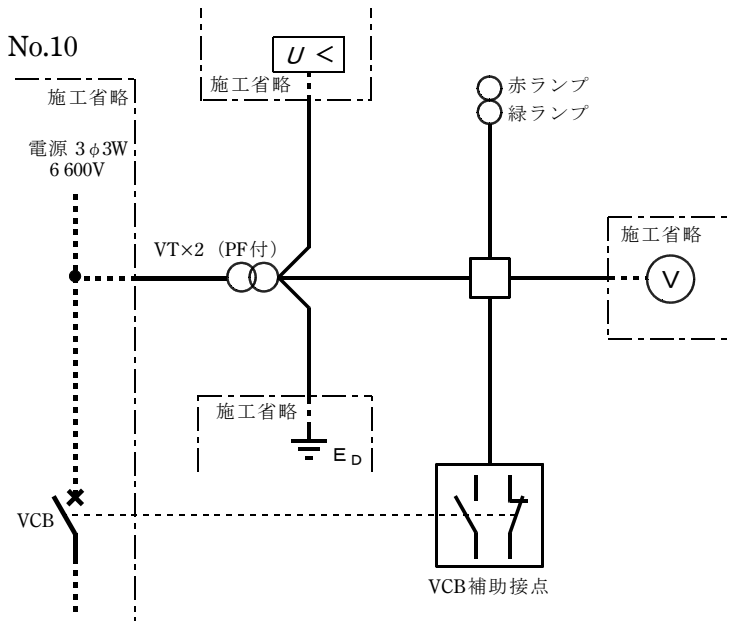 No.10
U <
施工省略
施工省略
赤ランプ
緑ランプ
電源 3φ3W
6 600V
VT×2 (PF付)
施工省略
V
施工省略
E D
VCB
VCB補助接点